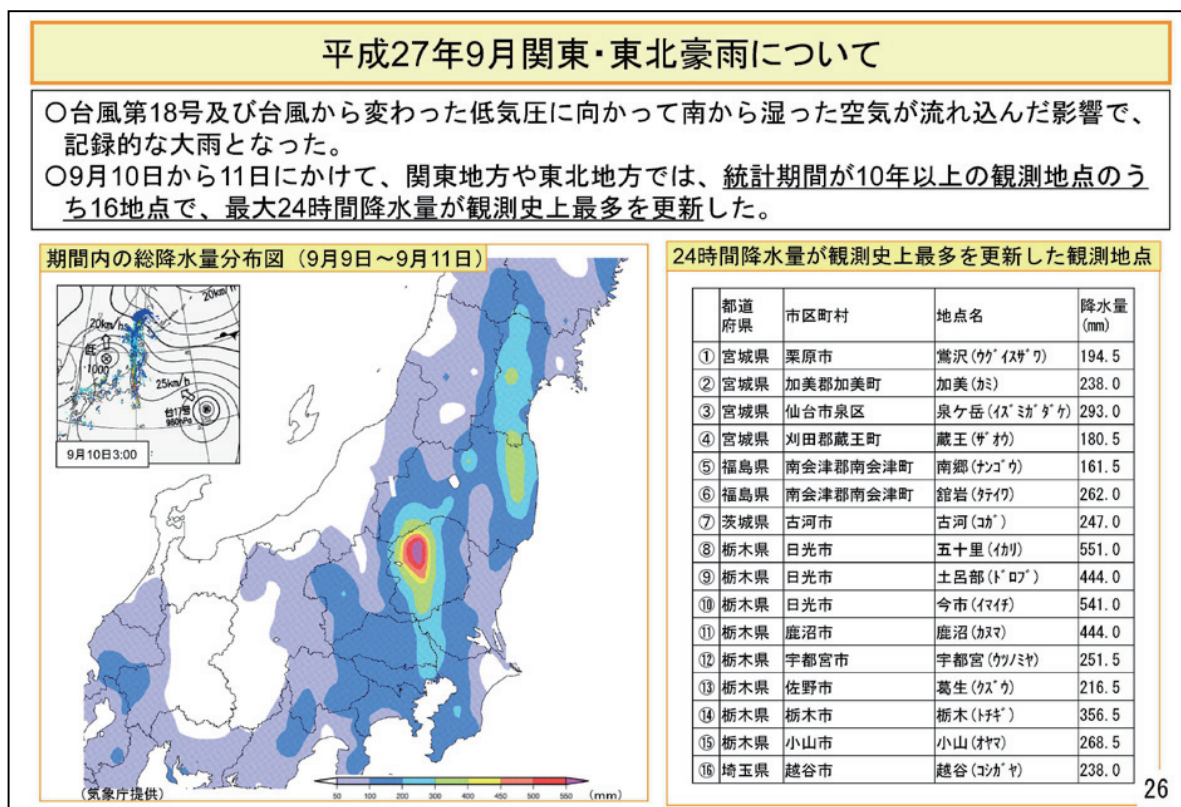 平成27年9月関東・東北豪雨について
○台風第18号及び台風から変わった低気圧に向かって南から湿った空気が流れ込んだ影響で、
記録的な大雨となった。
○9月10日から11日にかけて、関東地方や東北地方では、統計期間が10年以上の観測地点のう
ち16地点で、最大24時間降水量が観測史上最多を更新した。
期間内の総降水量分布図（9月9日～9月11日）
20km/h
20km/h
低
1000
25km/h
台17号
980hPa
9月10日3:00
50 100 200 300 400 450 500 550 (mm)
(気象庁提供)
24時間降水量が観測史上最多を更新した観測地点
都道府県 市区町村 地点名 降水量(mm)
① 宮城県 栗原市 鶯沢(ｳｸﾞｲｽｻﾞﾜ) 194.5
② 宮城県 加美郡加美町 加美(ｶﾐ) 238.0
③ 宮城県 仙台市泉区 泉ケ岳(ｲｽﾞﾐｶﾞﾀﾞｹ) 293.0
④ 宮城県 刈田郡蔵王町 蔵王(ｻﾞｵｳ) 180.5
⑤ 福島県 南会津郡南会津町 南郷(ﾅﾝｺﾞｳ) 161.5
⑥ 福島県 南会津郡南会津町 舘岩(ﾀﾃｲﾜ) 262.0
⑦ 茨城県 古河市 古河(ｺｶﾞ) 247.0
⑧ 栃木県 日光市 五十里(ｲｶﾘ) 551.0
⑨ 栃木県 日光市 土呂部(ﾄﾞﾛﾌﾞ) 444.0
⑩ 栃木県 日光市 今市(ｲﾏｲﾁ) 541.0
⑪ 栃木県 鹿沼市 鹿沼(ｶﾇﾏ) 444.0
⑫ 栃木県 宇都宮市 宇都宮(ｳﾂﾉﾐﾔ) 251.5
⑬ 栃木県 佐野市 葛生(ｸｽﾞｳ) 216.5
⑭ 栃木県 栃木市 栃木(ﾄﾁｷﾞ) 356.5
⑮ 栃木県 小山市 小山(ｵﾔﾏ) 268.5
⑯ 埼玉県 越谷市 越谷(ｺｼｶﾞﾔ) 238.0
26